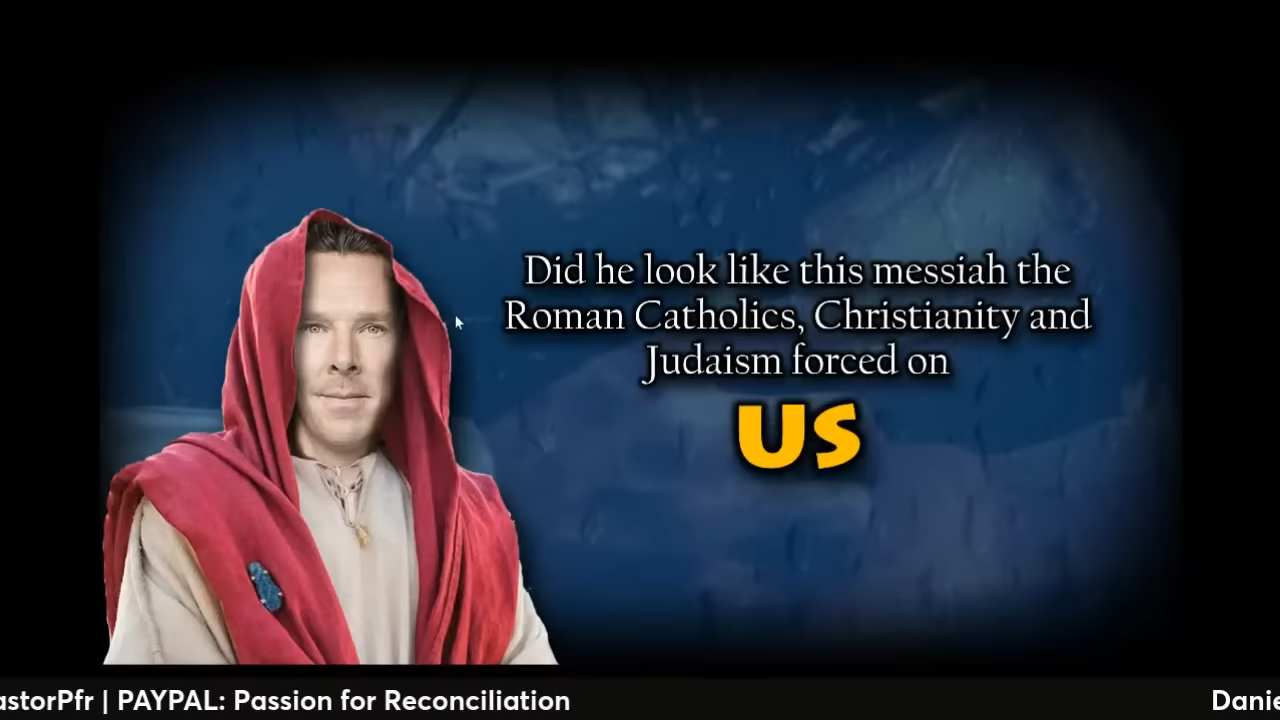 Did he look like this messiah the
Roman Catholics, Christianity and
Judaism forced on
US
astorPfr | PAYPAL: Passion for Reconciliation
Danie